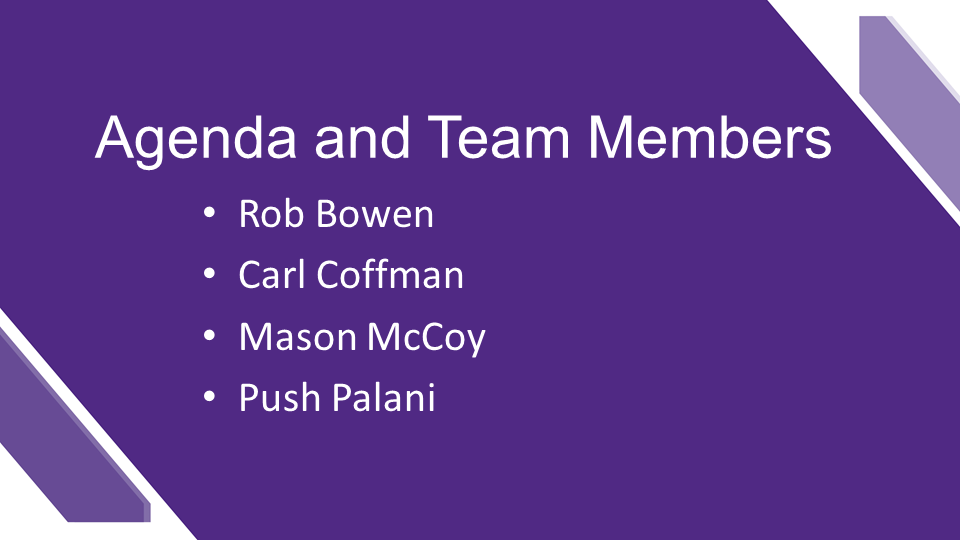 Agenda and Team Members
• Rob Bowen
• Carl Coffman
• Mason McCoy
• Push Palani